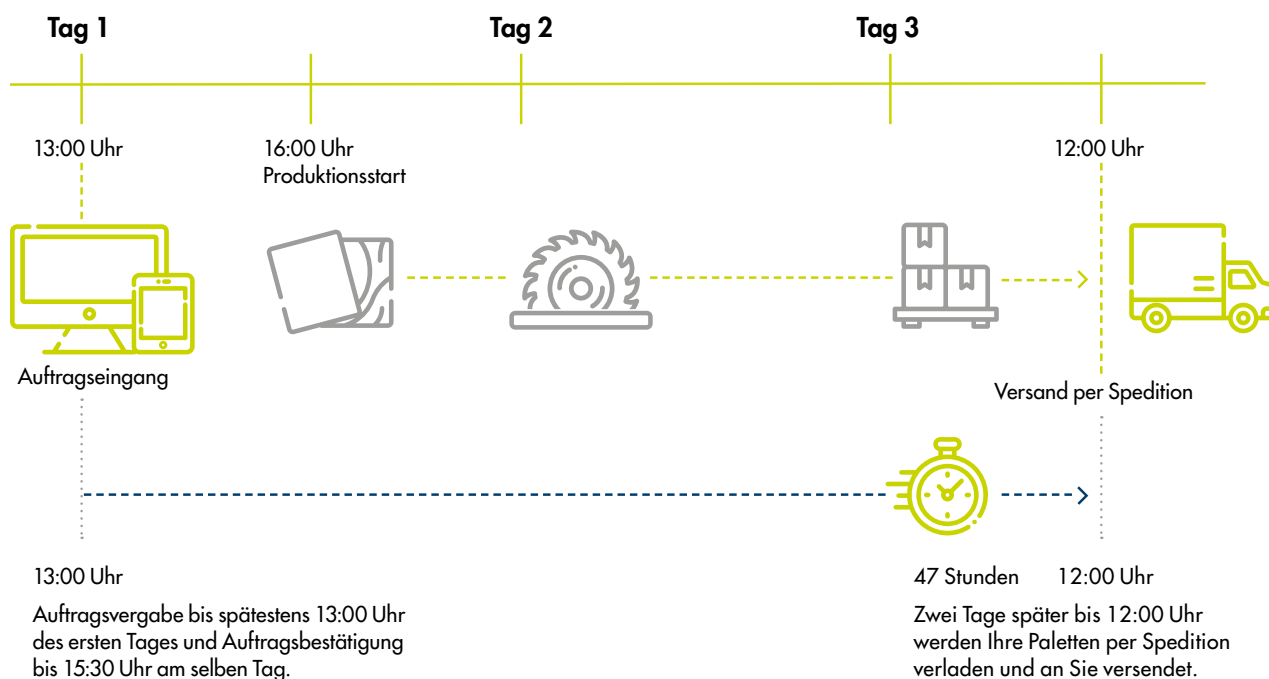 Tag 1
Tag 2
Tag 3
13:00 Uhr
16:00 Uhr
Produktionsstart
12:00 Uhr
Auftragseingang
Versand per Spedition
13:00 Uhr
Auftragsvergabe bis spätestens 13:00 Uhr
des ersten Tages und Auftragsbestätigung
bis 15:30 Uhr am selben Tag.
47 Stunden
12:00 Uhr
Zwei Tage später bis 12:00 Uhr
werden Ihre Paletten per Spedition
verladen und an Sie versendet.